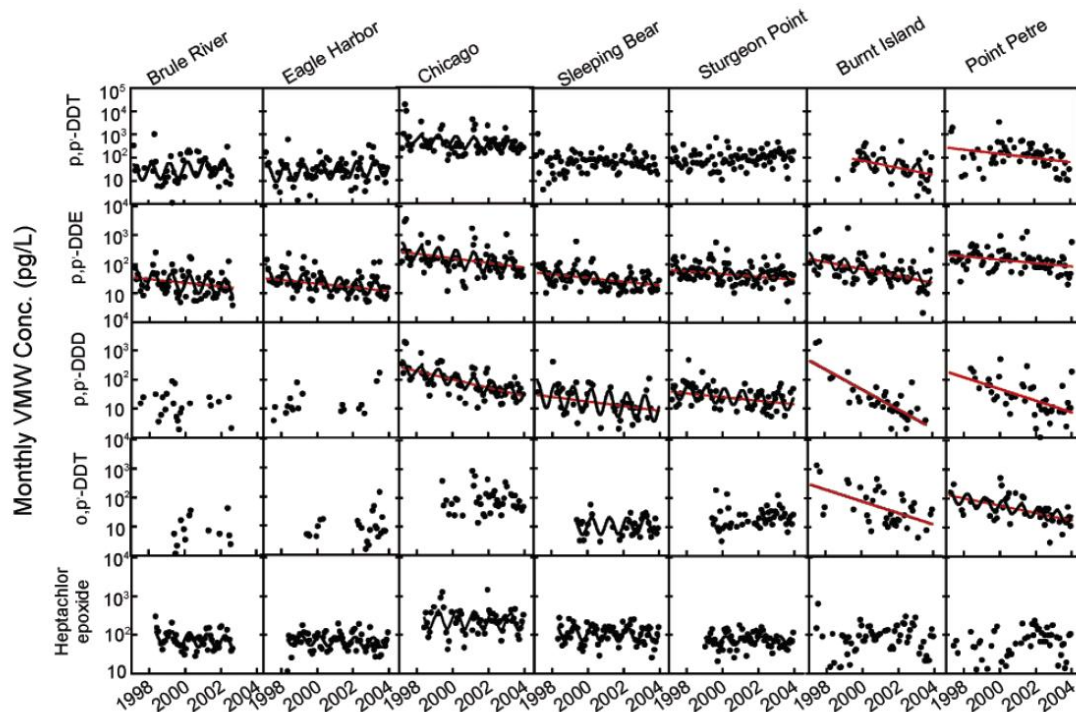 Brule River Eagle Harbor Chicago Sleeping Bear Sturgeon Point Burnt Island Point Petre
Monthly VMW Conc. (pg/L)
p,p'-DDT
10⁵
10⁴
10³
10²
10
p,p'-DDE
10⁴
10³
10²
10
10⁴
p,p'-DDD
10³
10²
10
10⁴
o,p'-DDT
10³
10²
10
10⁴
Heptachlor
epoxide
10³
10²
10
1998 2000 2002 2004 1998 2000 2002 2004 1998 2000 2002 2004 1998 2000 2002 2004 1998 2000 2002 2004 1998 2000 2002 2004 1998 2000 2002 2004